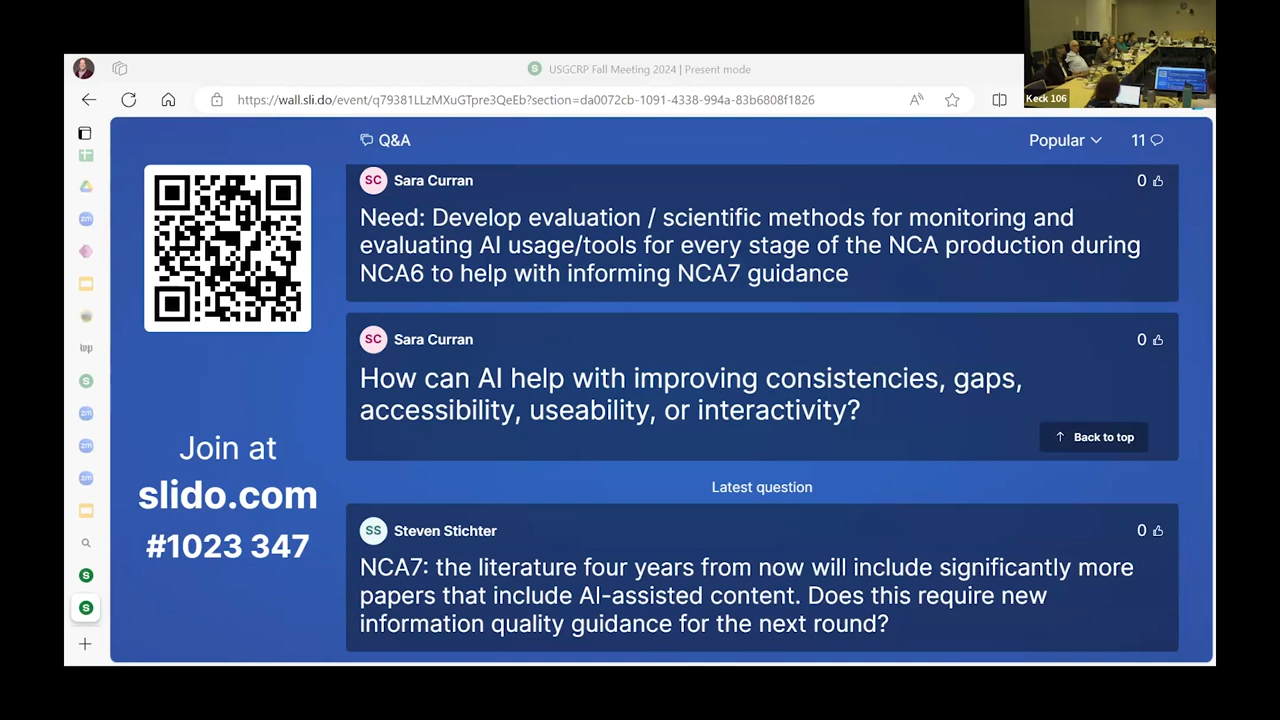 USGCRP Fall Meeting 2024 | Present mode
https://wall.sli.do/event/q79381LLzMXuGTpre3QeEb?section=da0072cb-1091-4338-994a-83b6808f1826
Keck 106
Q&A
Popular
11
SC Sara Curran
0
Need: Develop evaluation / scientific methods for monitoring and
evaluating AI usage/tools for every stage of the NCA production during
NCA6 to help with informing NCA7 guidance
SC Sara Curran
0
How can AI help with improving consistencies, gaps,
accessibility, useability, or interactivity?
Back to top
Latest question
SS Steven Stichter
0
NCA7: the literature four years from now will include significantly more
papers that include AI-assisted content. Does this require new
information quality guidance for the next round?
Join at
slido.com
#1023 347